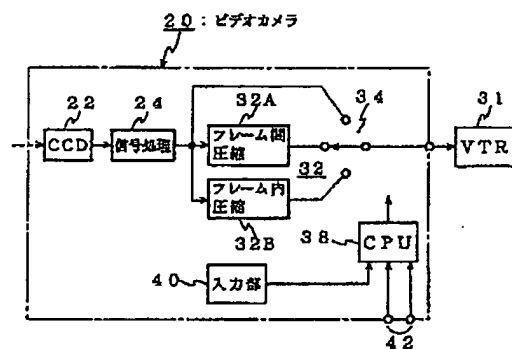 20：ビデオカメラ
22
24
32A
34
31
CCD
信号処理
フレーム間
圧縮
VTR
32
フレーム内
圧縮
32B
38
CPU
40
入力部
42